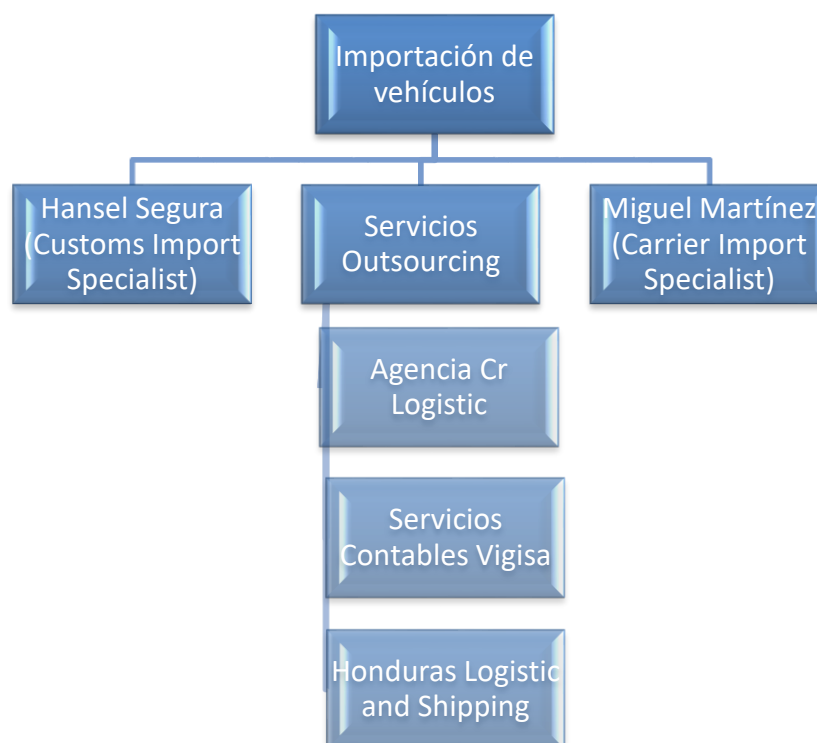 Importación de
vehículos
Hansel Segura
(Customs Import
Specialist)
Servicios
Outsourcing
Miguel Martínez
(Carrier Import
Specialist)
Agencia Cr
Logistic
Servicios
Contables Vigisa
Honduras Logistic
and Shipping